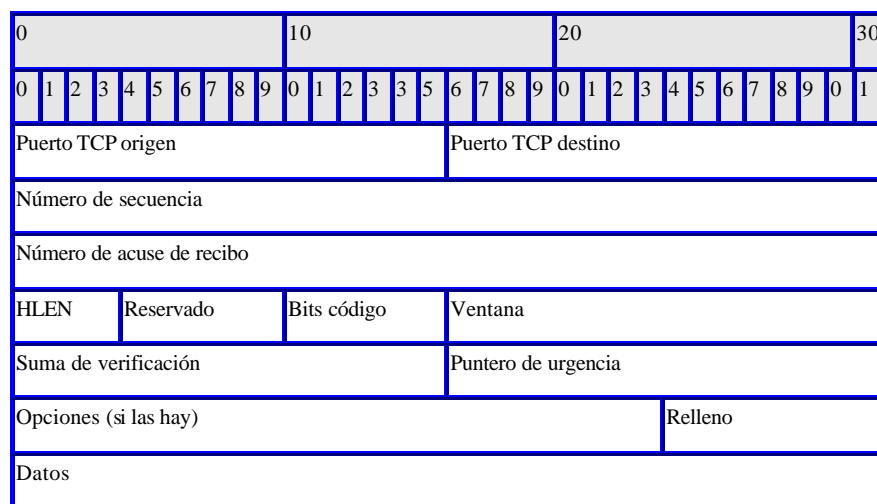 0 10 20 30
0 1 2 3 4 5 6 7 8 9 0 1 2 3 3 5 6 7 8 9 0 1 2 3 4 5 6 7 8 9 0 1
Puerto TCP origen Puerto TCP destino
Número de secuencia
Número de acuse de recibo
HLEN Reservado Bits código Ventana
Suma de verificación Puntero de urgencia
Opciones (si las hay) Relleno
Datos